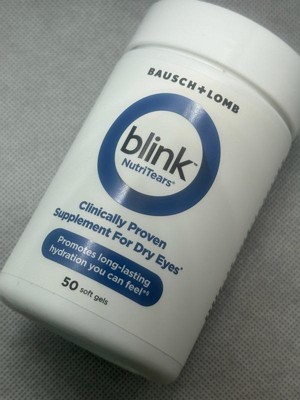 BAUSCH+LOMB
blink™
NutriTears®
Clinically Proven
Supplement For Dry Eyes*
Promotes long-lasting
hydration you can feel*§
50 soft gels